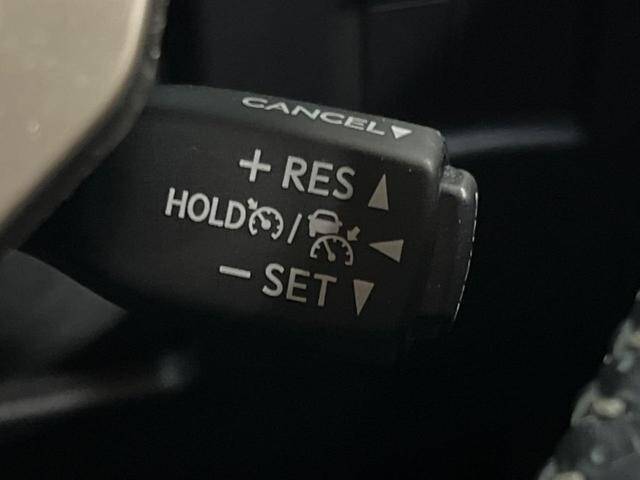 CANCEL▼
+ RES ▲
HOLD / ◀
− SET ▼